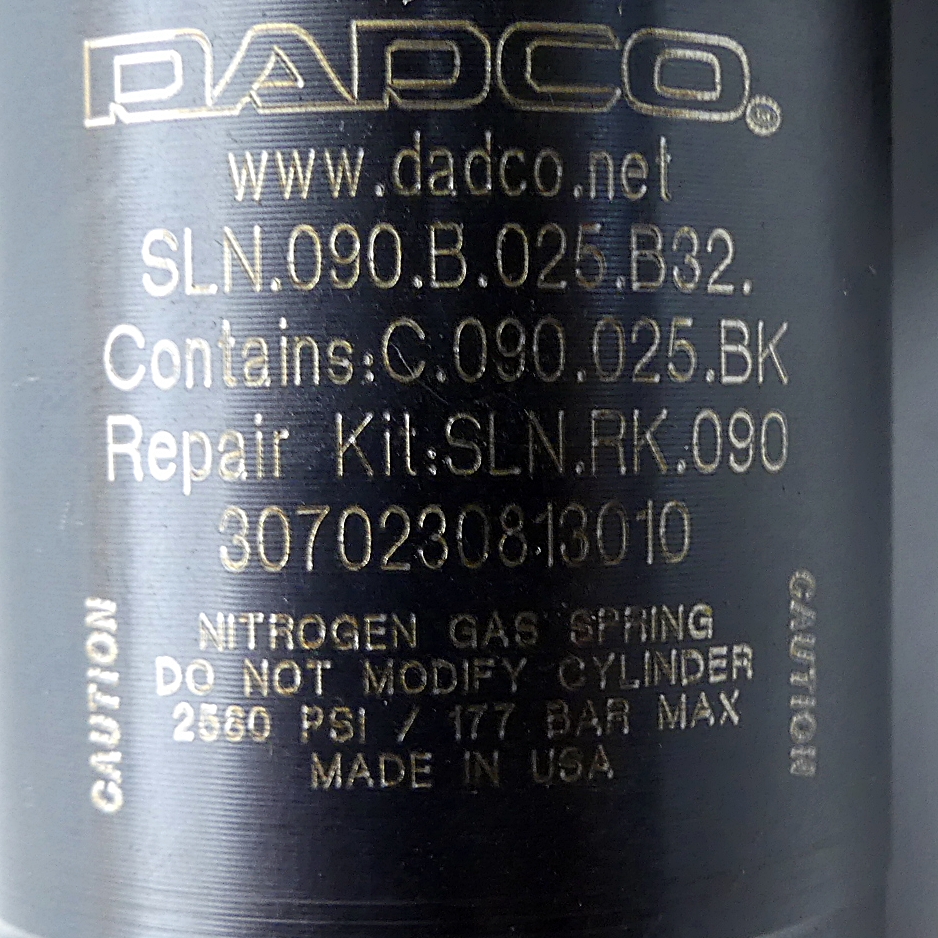 DADCO®
www.dadco.net
SLN.090.B.025.B32.
Contains:C.090.025.BK
Repair Kit:SLN.RK.090
3070230813010
NITROGEN GAS SPRING
DO NOT MODIFY CYLINDER
2560 PSI / 177 BAR MAX
MADE IN USA
CAUTION
CAUTION